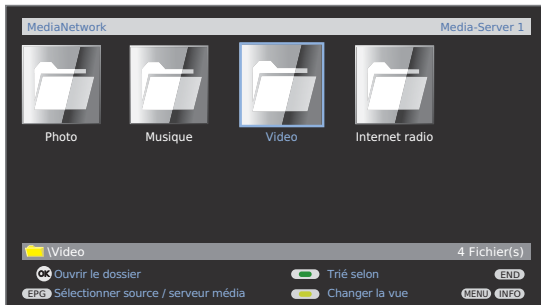 MediaNetwork Media-Server 1
Photo Musique Video Internet radio
\Video 4 Fichier(s)
OK Ouvrir le dossier Trié selon END
EPG Sélectionner source / serveur média Changer la vue MENU INFO